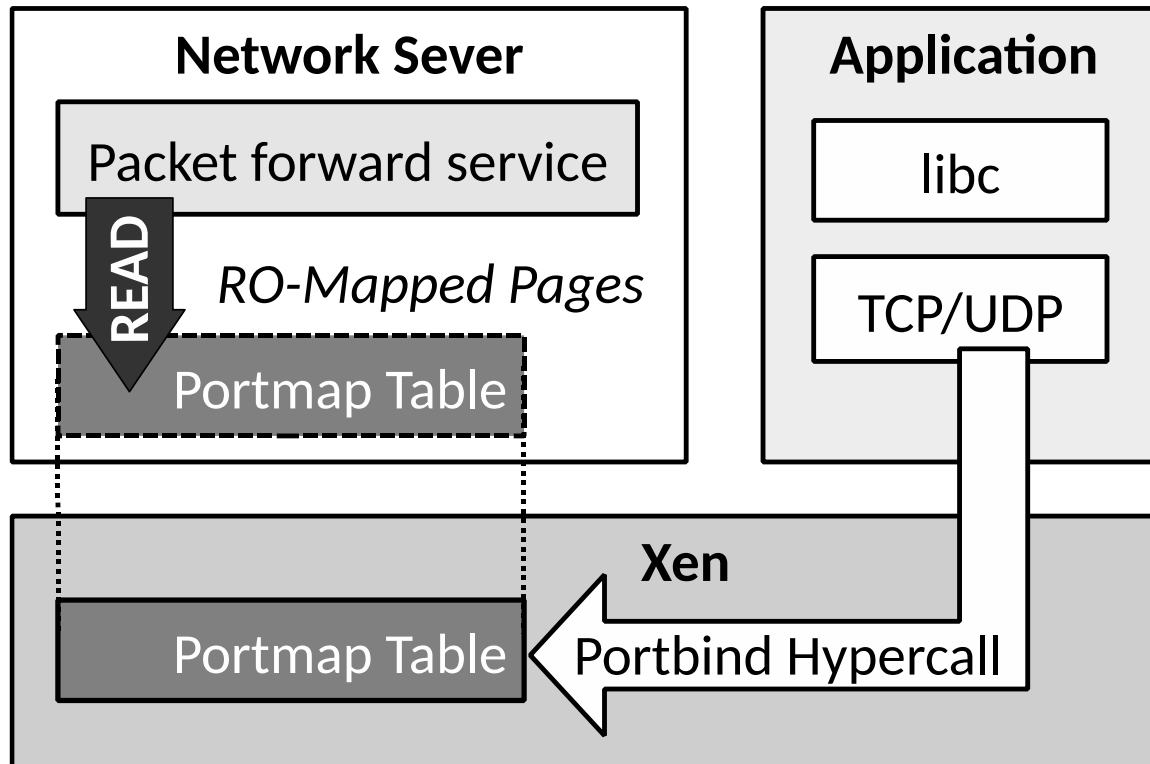 Network Sever
Packet forward service
READ
RO-Mapped Pages
Portmap Table
Application
libc
TCP/UDP
Xen
Portmap Table
Portbind Hypercall